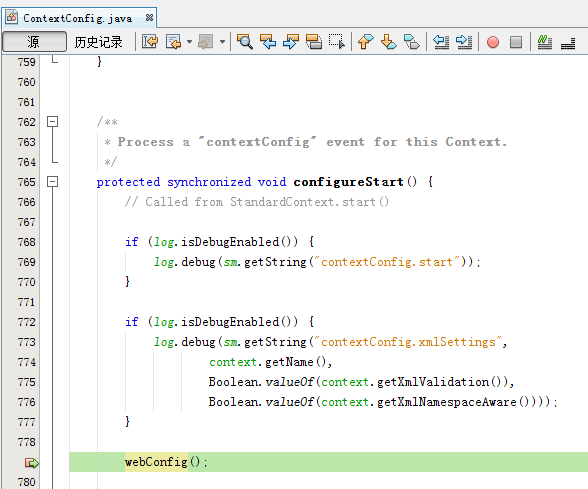 ContextConfig.java
源 历史记录
759 }
760
761
762 /**
763 * Process a "contextConfig" event for this Context.
764 */
765 protected synchronized void configureStart() {
766 // Called from StandardContext.start()
767
768 if (log.isDebugEnabled()) {
769 log.debug(sm.getString("contextConfig.start"));
770 }
771
772 if (log.isDebugEnabled()) {
773 log.debug(sm.getString("contextConfig.xmlSettings",
774 context.getName(),
775 Boolean.valueOf(context.getXmlValidation()),
776 Boolean.valueOf(context.getXmlNamespaceAware())));
777 }
778
webConfig();
780